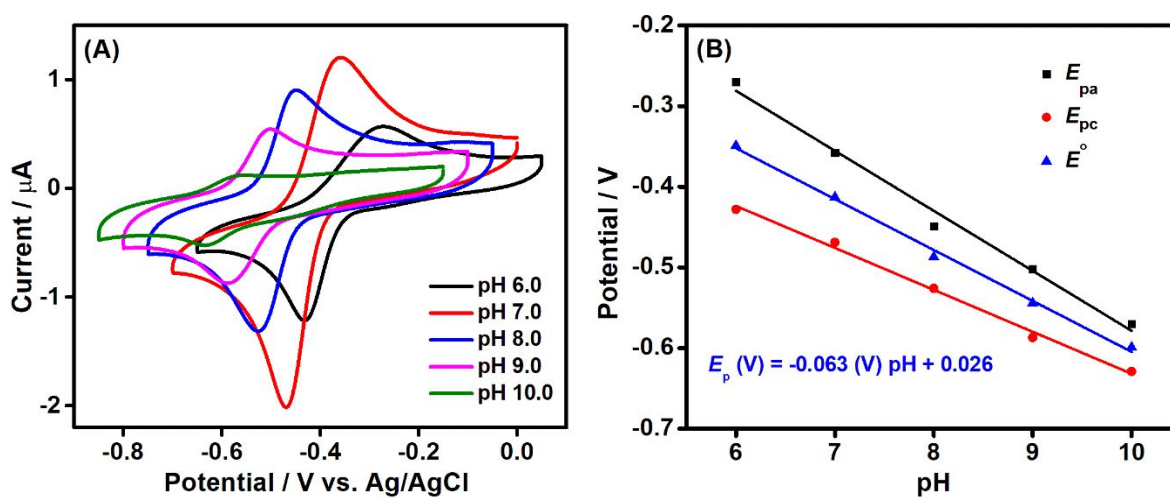 (A)
1
0
-1
-2
Current / μA
-0.8 -0.6 -0.4 -0.2 0.0
Potential / V vs. Ag/AgCl
pH 6.0
pH 7.0
pH 8.0
pH 9.0
pH 10.0
(B)
-0.2
-0.3
-0.4
-0.5
-0.6
-0.7
Potential / V
6 7 8 9 10
pH
E pa
E pc
E°
E p (V) = -0.063 (V) pH + 0.026